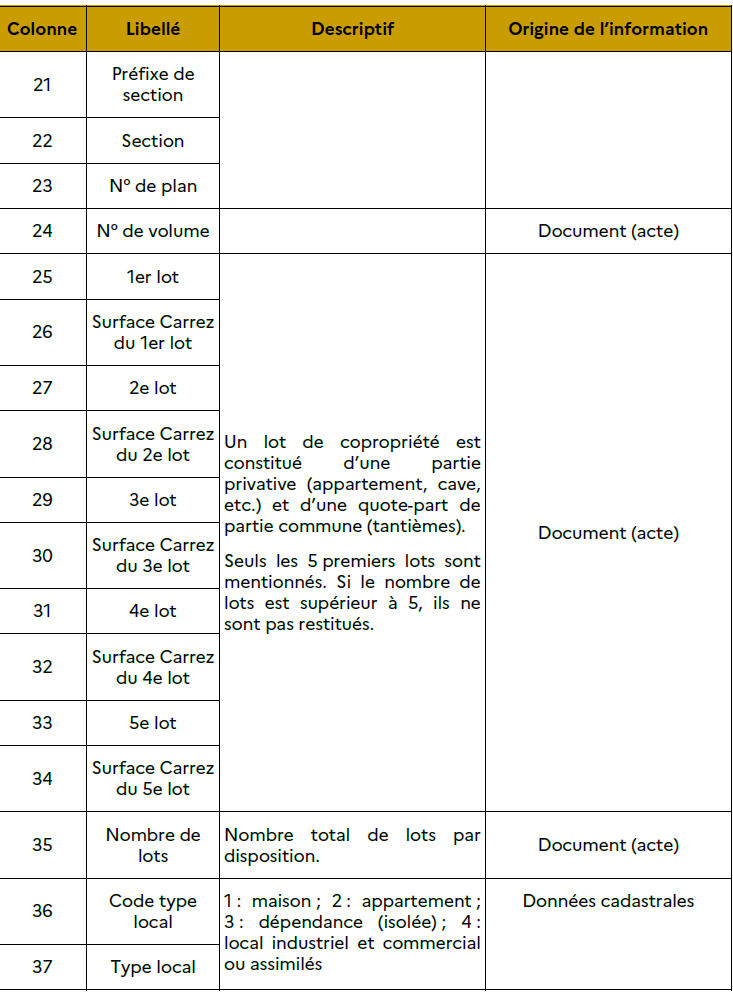 Colonne Libellé Descriptif Origine de l'information
21 Préfixe de
section
22 Section
23 N° de plan
24 N° de volume Document (acte)
25 1er lot
26 Surface Carrez
du 1er lot
27 2e lot
28 Surface Carrez
du 2e lot
29 3e lot
30 Surface Carrez
du 3e lot
31 4e lot
32 Surface Carrez
du 4e lot
33 5e lot
34 Surface Carrez
du 5e lot
Un lot de copropriété est
constitué d'une partie
privative (appartement, cave,
etc.) et d'une quote-part de
partie commune (tantièmes).
Seuls les 5 premiers lots sont
mentionnés. Si le nombre de
lots est supérieur à 5, ils ne
sont pas restitués.
Document (acte)
35 Nombre de
lots
Nombre total de lots par
disposition.
Document (acte)
36 Code type
local
37 Type local
1 : maison ; 2 : appartement ;
3 : dépendance (isolée) ; 4 :
local industriel et commercial
ou assimilés
Données cadastrales